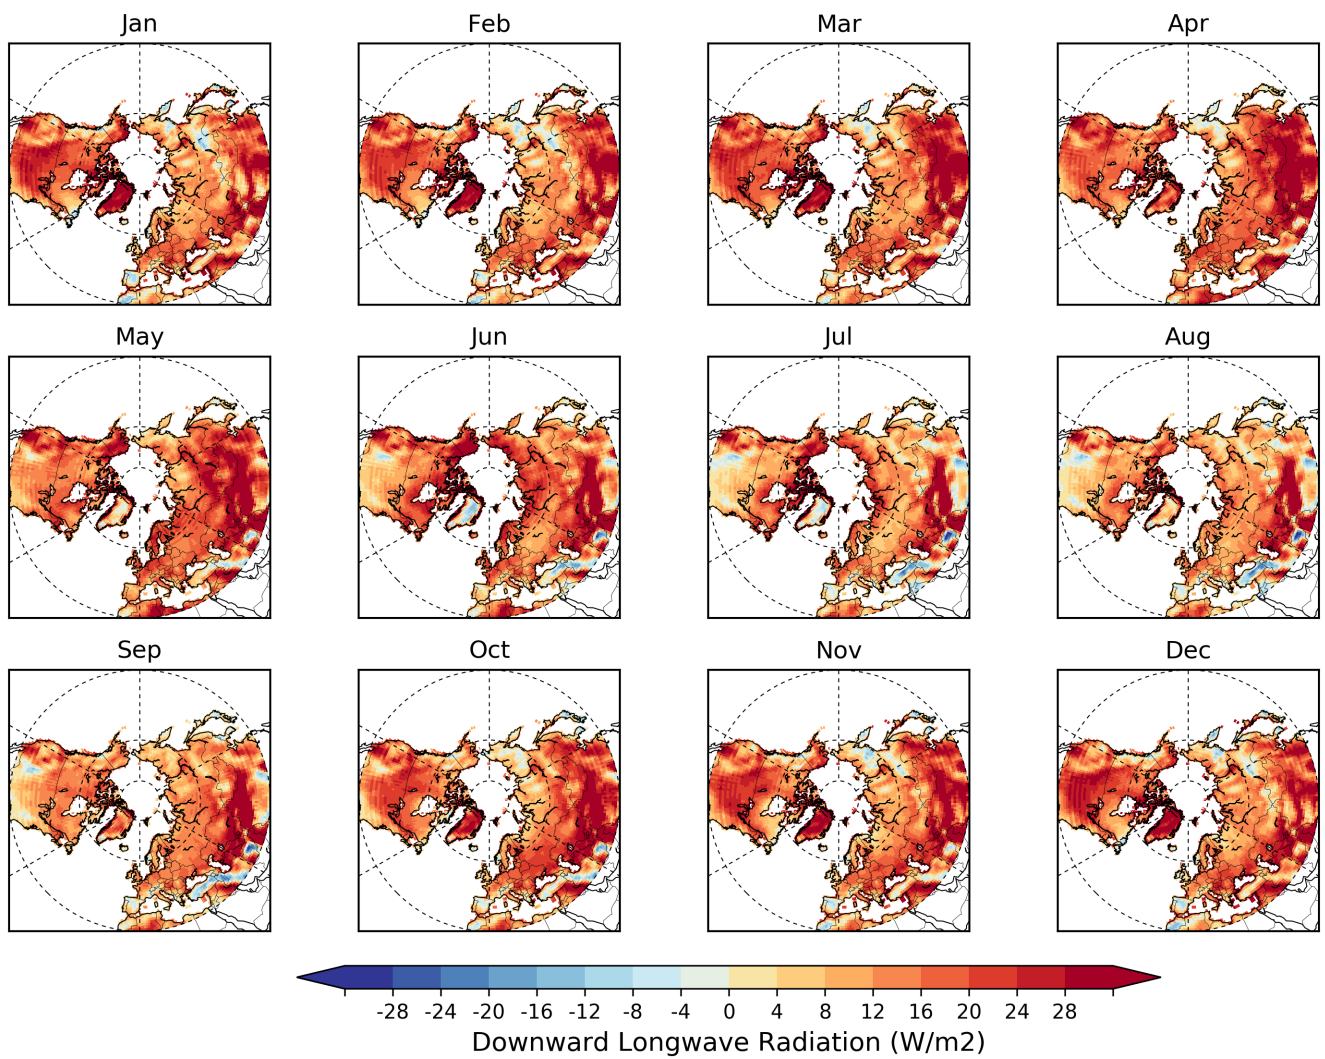 Jan Feb Mar Apr
May Jun Jul Aug
Sep Oct Nov Dec
-28 -24 -20 -16 -12 -8 -4 0 4 8 12 16 20 24 28
Downward Longwave Radiation (W/m2)